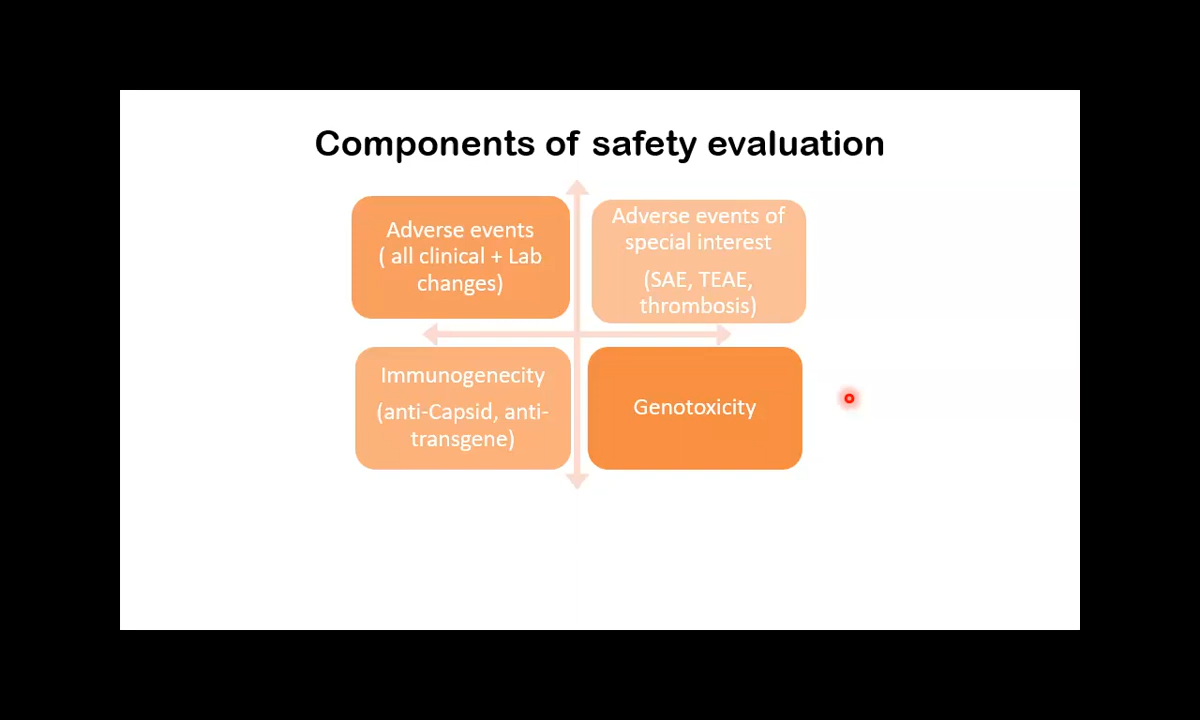 Components of safety evaluation
Adverse events
( all clinical + Lab
changes)
Adverse events of
special interest
(SAE, TEAE,
thrombosis)
Immunogenecity
(anti-Capsid, anti-
transgene)
Genotoxicity